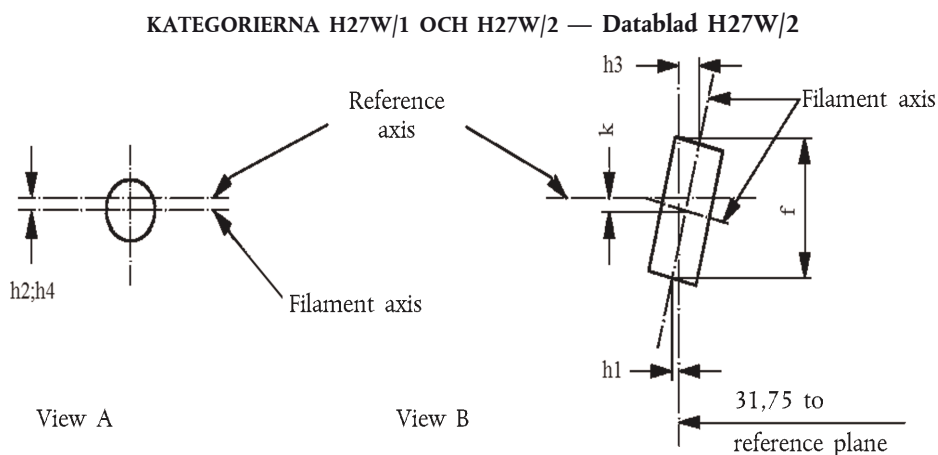 KATEGORIERNA H27W/1 OCH H27W/2 — Datablad H27W/2
h3
Reference
axis
Filament axis
k
f
h2;h4
Filament axis
h1
View A
View B
31,75 to
reference plane